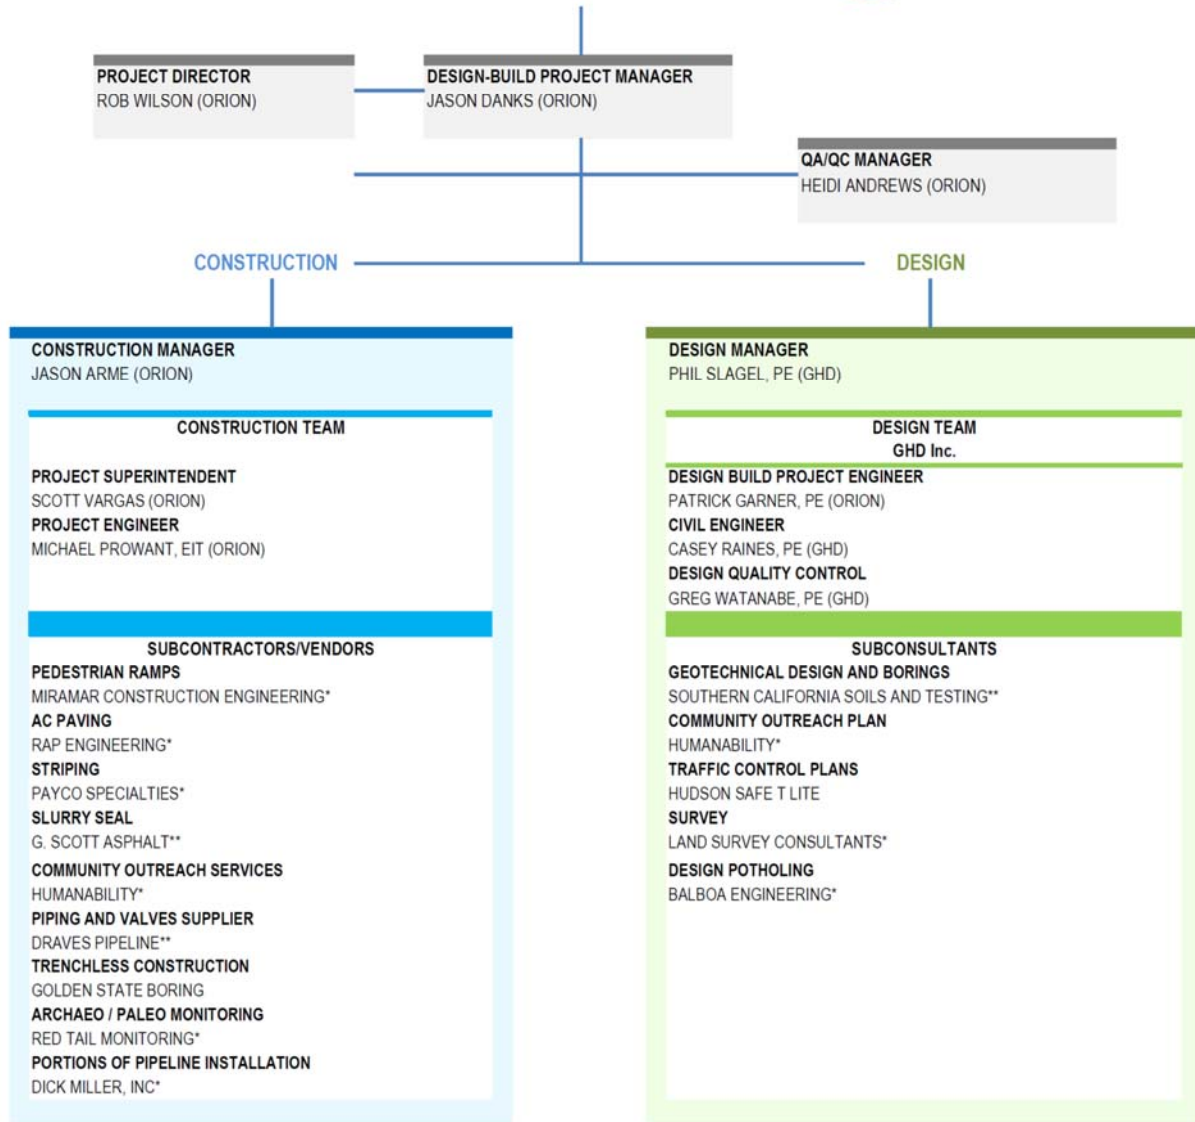 PROJECT DIRECTOR
ROB WILSON (ORION)
DESIGN-BUILD PROJECT MANAGER
JASON DANKS (ORION)
QA/QC MANAGER
HEIDI ANDREWS (ORION)
CONSTRUCTION
DESIGN
CONSTRUCTION MANAGER
JASON ARME (ORION)
CONSTRUCTION TEAM
PROJECT SUPERINTENDENT
SCOTT VARGAS (ORION)
PROJECT ENGINEER
MICHAEL PROWANT, EIT (ORION)
SUBCONTRACTORS/VENDORS
PEDESTRIAN RAMPS
MIRAMAR CONSTRUCTION ENGINEERING*
AC PAVING
RAP ENGINEERING*
STRIPING
PAYCO SPECIALTIES*
SLURRY SEAL
G. SCOTT ASPHALT**
COMMUNITY OUTREACH SERVICES
HUMANABILITY*
PIPING AND VALVES SUPPLIER
DRAVES PIPELINE**
TRENCHLESS CONSTRUCTION
GOLDEN STATE BORING
ARCHAEO / PALEO MONITORING
RED TAIL MONITORING*
PORTIONS OF PIPELINE INSTALLATION
DICK MILLER, INC*
DESIGN MANAGER
PHIL SLAGEL, PE (GHD)
DESIGN TEAM
GHD Inc.
DESIGN BUILD PROJECT ENGINEER
PATRICK GARNER, PE (ORION)
CIVIL ENGINEER
CASEY RAINES, PE (GHD)
DESIGN QUALITY CONTROL
GREG WATANABE, PE (GHD)
SUBCONSULTANTS
GEOTECHNICAL DESIGN AND BORINGS
SOUTHERN CALIFORNIA SOILS AND TESTING**
COMMUNITY OUTREACH PLAN
HUMANABILITY*
TRAFFIC CONTROL PLANS
HUDSON SAFE T LITE
SURVEY
LAND SURVEY CONSULTANTS*
DESIGN POTHOLING
BALBOA ENGINEERING*